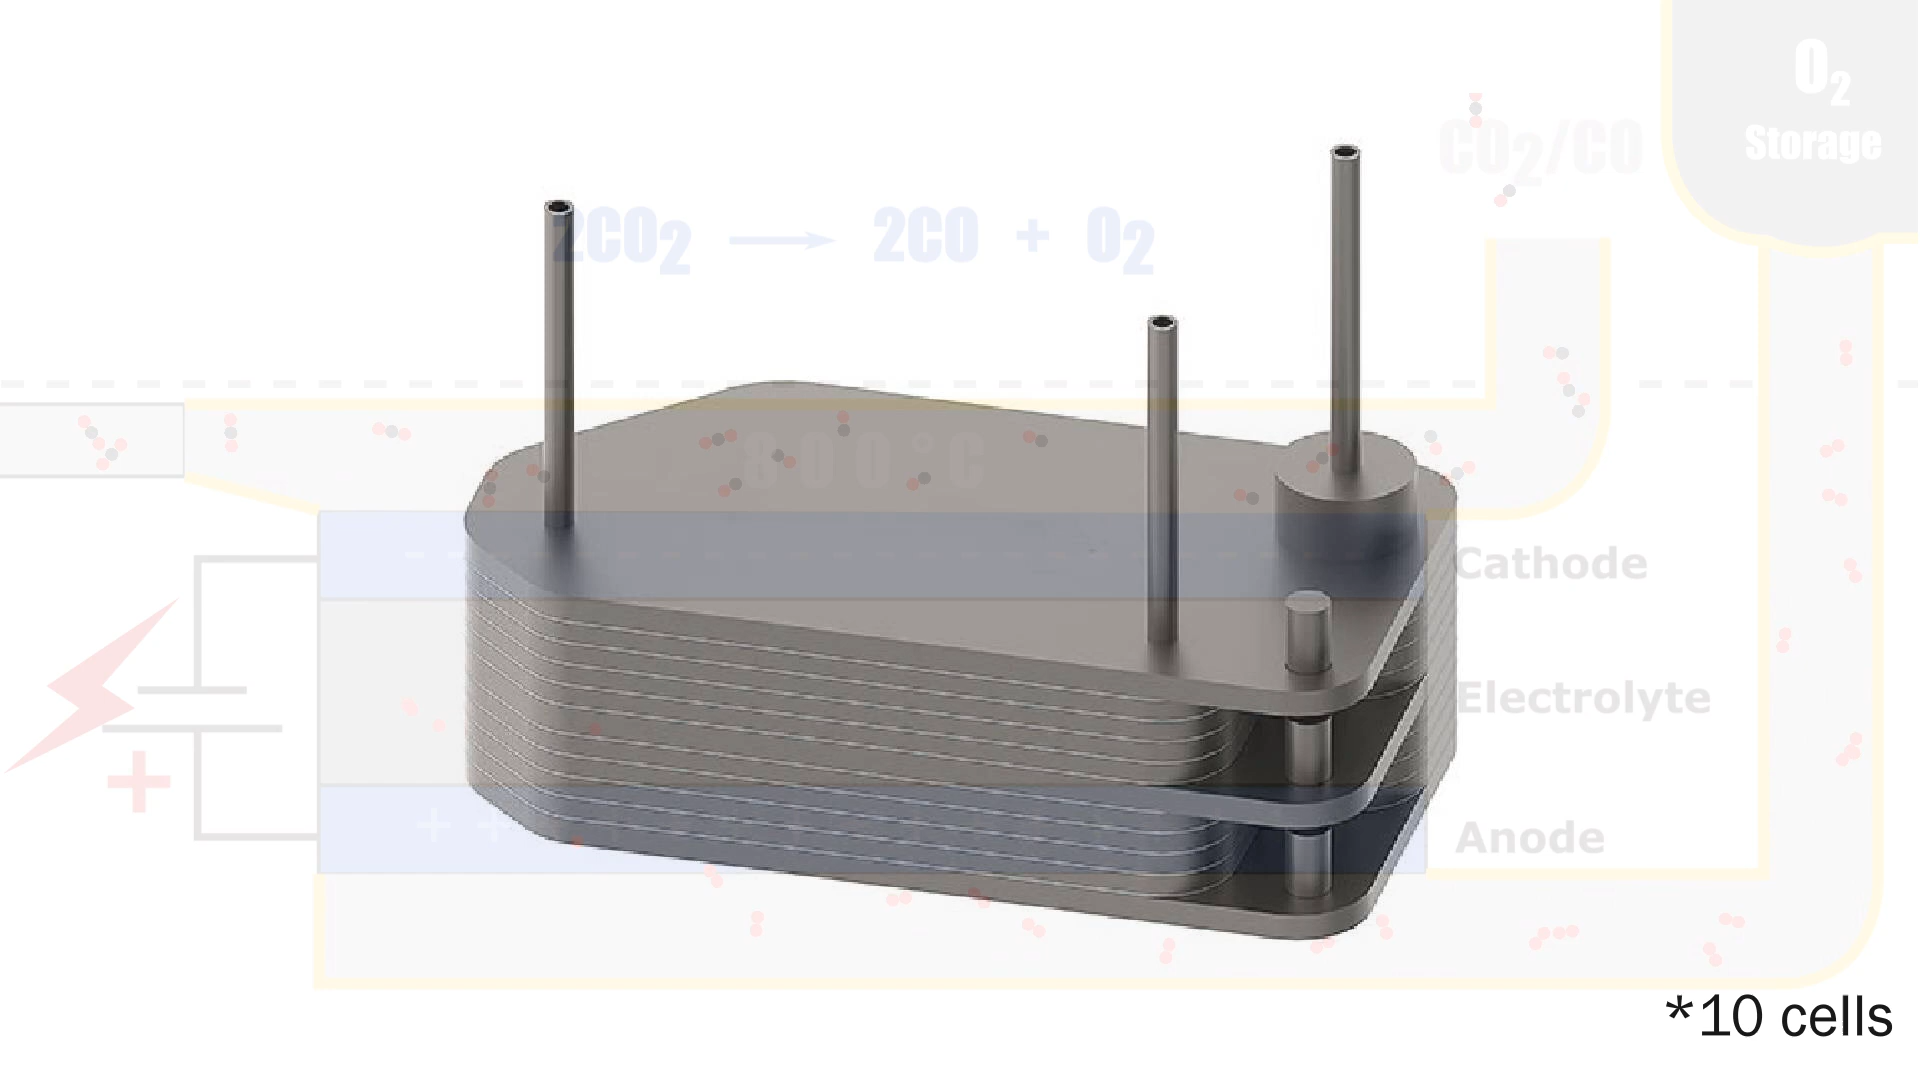 O₂
Storage
CO₂/CO
2CO₂ → 2CO + O₂
800°C
Cathode
Electrolyte
Anode
+
+ +
*10 cells